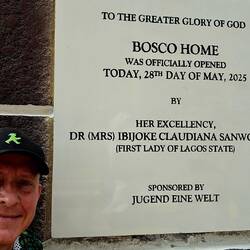 TO THE GREATER GLORY OF GOD
BOSCO HOME
WAS OFFICIALLY OPENED
TODAY, 28TH DAY OF MAY, 2025
BY
HER EXCELLENCY,
DR (MRS) IBIJOKE CLAUDIANA SANWO
(FIRST LADY OF LAGOS STATE)
SPONSORED BY
JUGEND EINE WELT